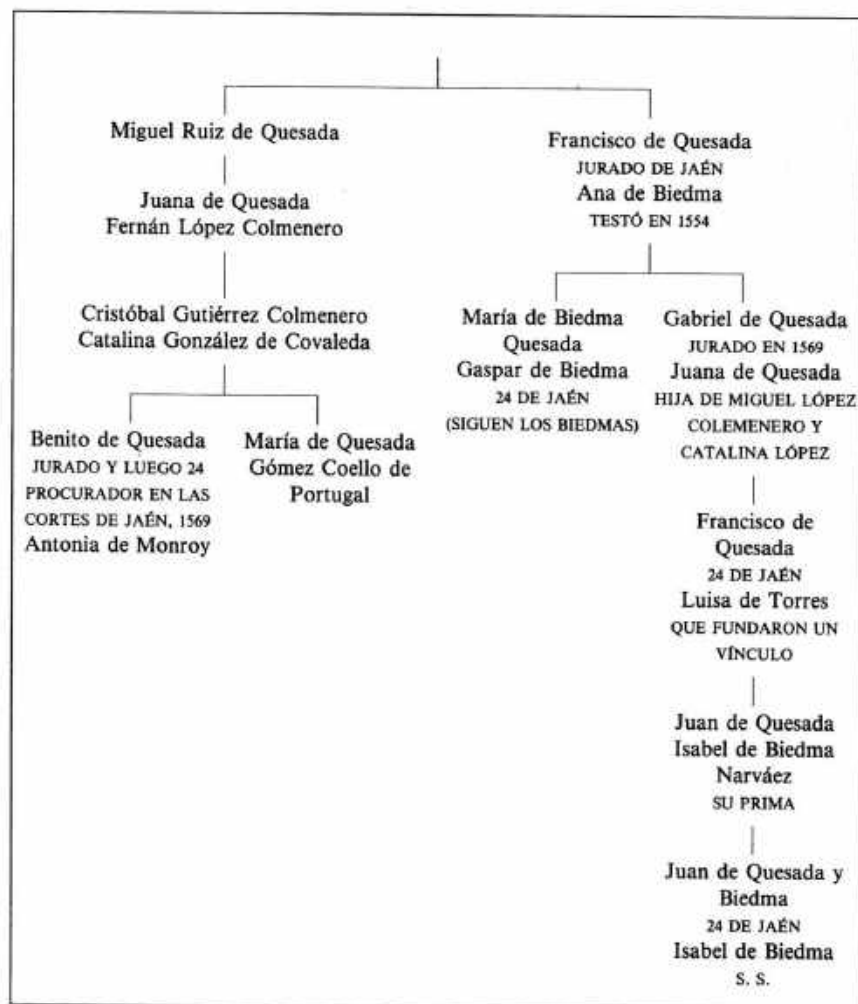 Miguel Ruiz de Quesada
Juana de Quesada
Fernán López Colmenero
Cristóbal Gutiérrez Colmenero
Catalina González de Covaleda
Benito de Quesada
JURADO Y LUEGO 24
PROCURADOR EN LAS
CORTES DE JAÉN, 1569
Antonia de Monroy
María de Quesada
Gómez Coello de
Portugal
Francisco de Quesada
JURADO DE JAÉN
Ana de Biedma
TESTÓ EN 1554
María de Biedma
Quesada
Gaspar de Biedma
24 DE JAÉN
(SIGUEN LOS BIEDMAS)
Gabriel de Quesada
JURADO EN 1569
Juana de Quesada
HIJA DE MIGUEL LÓPEZ
COLEMENERO Y
CATALINA LÓPEZ
Francisco de
Quesada
24 DE JAÉN
Luisa de Torres
QUE FUNDARON UN
VÍNCULO
Juan de Quesada
Isabel de Biedma
Narváez
SU PRIMA
Juan de Quesada y
Biedma
24 DE JAÉN
Isabel de Biedma
S. S.